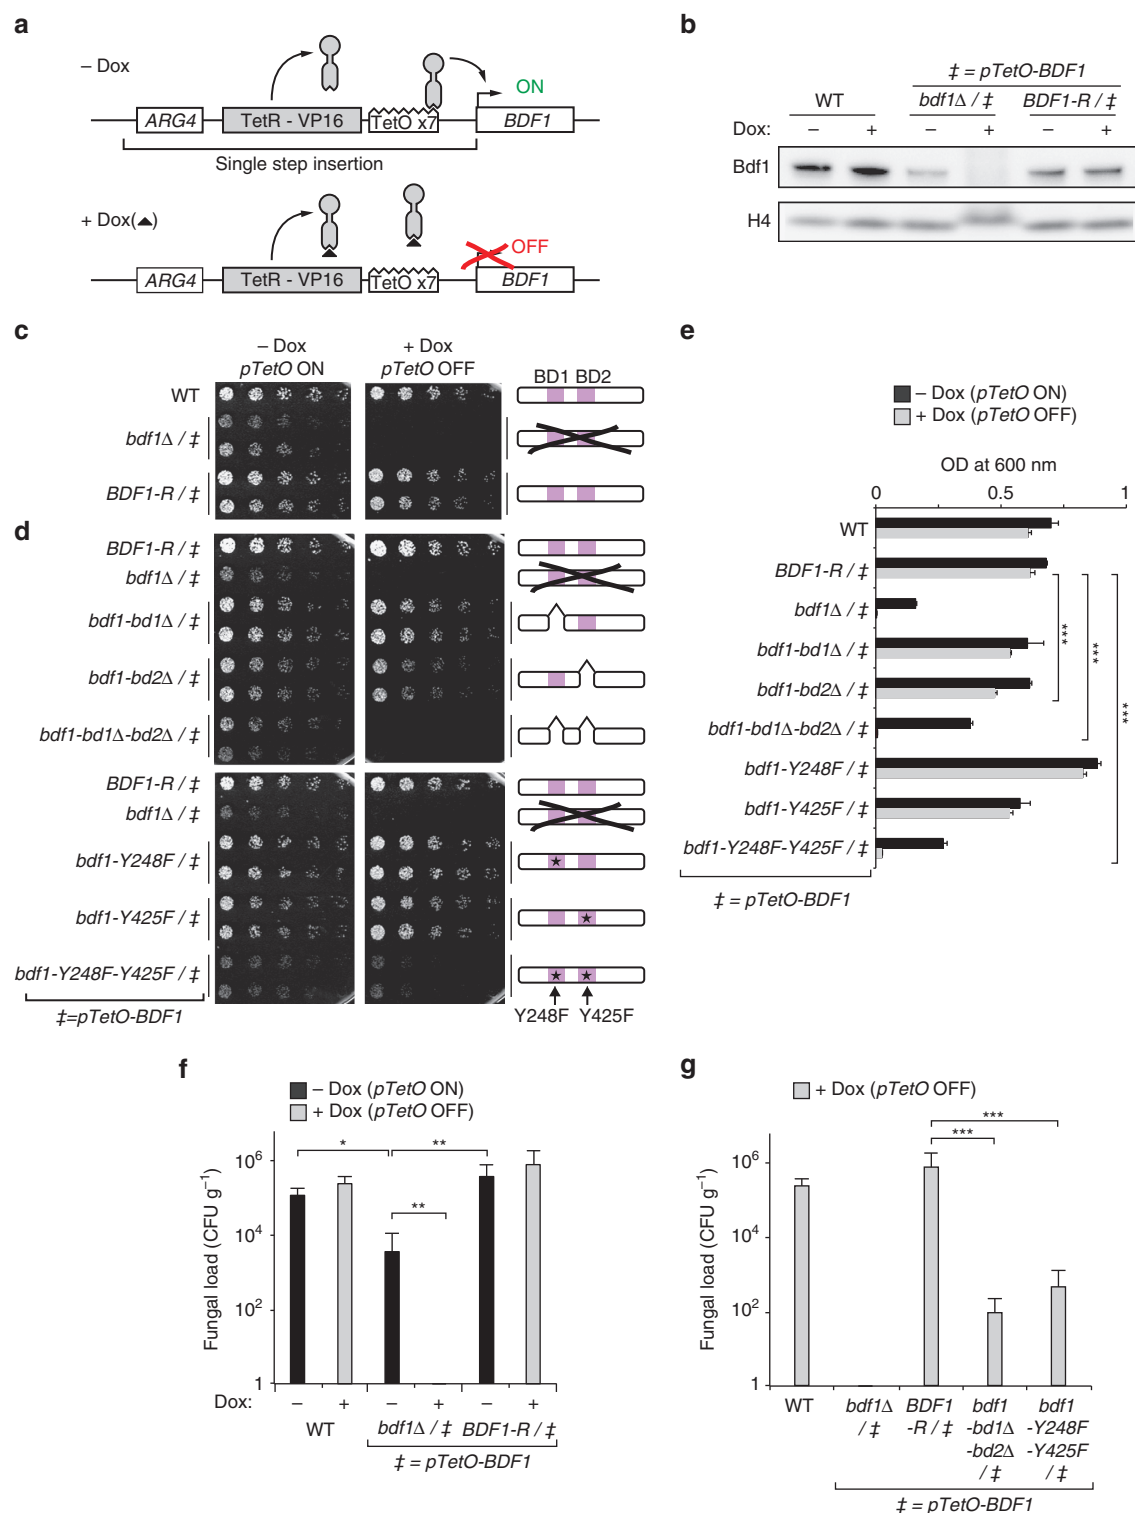 a
– Dox
ON
ARG4
TetR - VP16
TetO x7
BDF1
Single step insertion
+ Dox(▲)
OFF
ARG4
TetR - VP16
TetO x7
BDF1
b
‡ = pTetO-BDF1
WT
bdf1Δ / ‡
BDF1-R / ‡
Dox: – + – + – +
Bdf1
H4
c
– Dox
pTetO ON
+ Dox
pTetO OFF
BD1 BD2
WT
bdf1Δ / ‡
BDF1-R / ‡
d
BDF1-R / ‡
bdf1Δ / ‡
bdf1-bd1Δ / ‡
bdf1-bd2Δ / ‡
bdf1-bd1Δ-bd2Δ / ‡
BDF1-R / ‡
bdf1Δ / ‡
bdf1-Y248F / ‡
bdf1-Y425F / ‡
bdf1-Y248F-Y425F / ‡
‡=pTetO-BDF1
Y248F Y425F
e
– Dox (pTetO ON)
+ Dox (pTetO OFF)
OD at 600 nm
0 0.5 1
WT
BDF1-R / ‡
bdf1Δ / ‡
bdf1-bd1Δ / ‡
bdf1-bd2Δ / ‡
bdf1-bd1Δ-bd2Δ / ‡
bdf1-Y248F / ‡
bdf1-Y425F / ‡
bdf1-Y248F-Y425F / ‡
‡ = pTetO-BDF1
***
***
***
f
– Dox (pTetO ON)
+ Dox (pTetO OFF)
Fungal load (CFU g⁻¹)
10⁶
10⁴
10²
1
*
**
**
Dox: – + – + – +
WT
bdf1Δ / ‡
BDF1-R / ‡
‡ = pTetO-BDF1
g
+ Dox (pTetO OFF)
Fungal load (CFU g⁻¹)
10⁶
10⁴
10²
1
***
***
WT
bdf1Δ
/ ‡
BDF1
-R / ‡
bdf1
-bd1Δ
-bd2Δ
/ ‡
bdf1
-Y248F
-Y425F
/ ‡
‡ = pTetO-BDF1